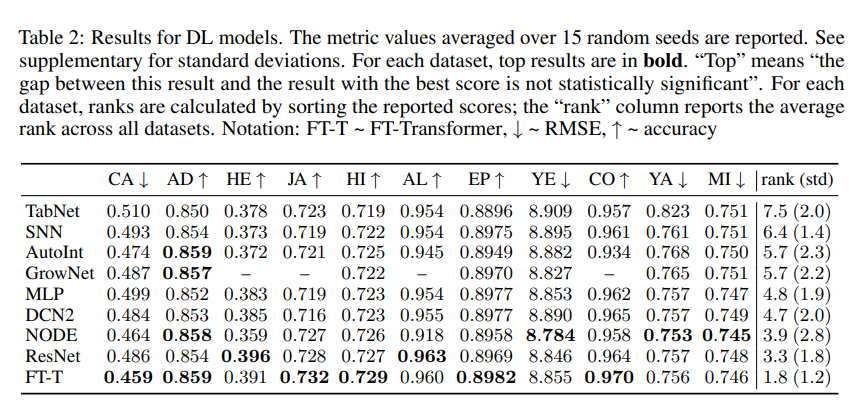 Table 2: Results for DL models. The metric values averaged over 15 random seeds are reported. See
supplementary for standard deviations. For each dataset, top results are in bold. “Top” means “the
gap between this result and the result with the best score is not statistically significant”. For each
dataset, ranks are calculated by sorting the reported scores; the “rank” column reports the average
rank across all datasets. Notation: FT-T ~ FT-Transformer, ↓ ~ RMSE, ↑ ~ accuracy
CA ↓ AD ↑ HE ↑ JA ↑ HI ↑ AL ↑ EP ↑ YE ↓ CO ↑ YA ↓ MI ↓ rank (std)
TabNet 0.510 0.850 0.378 0.723 0.719 0.954 0.8896 8.909 0.957 0.823 0.751 7.5 (2.0)
SNN 0.493 0.854 0.373 0.719 0.722 0.954 0.8975 8.895 0.961 0.761 0.751 6.4 (1.4)
AutoInt 0.474 0.859 0.372 0.721 0.725 0.945 0.8949 8.882 0.934 0.768 0.750 5.7 (2.3)
GrowNet 0.487 0.857 – – 0.722 – 0.8970 8.827 – 0.765 0.751 5.7 (2.2)
MLP 0.499 0.852 0.383 0.719 0.723 0.954 0.8977 8.853 0.962 0.757 0.747 4.8 (1.9)
DCN2 0.484 0.853 0.385 0.716 0.723 0.955 0.8977 8.890 0.965 0.757 0.749 4.7 (2.0)
NODE 0.464 0.858 0.359 0.727 0.726 0.918 0.8958 8.784 0.958 0.753 0.745 3.9 (2.8)
ResNet 0.486 0.854 0.396 0.728 0.727 0.963 0.8969 8.846 0.964 0.757 0.748 3.3 (1.8)
FT-T 0.459 0.859 0.391 0.732 0.729 0.960 0.8982 8.855 0.970 0.756 0.746 1.8 (1.2)